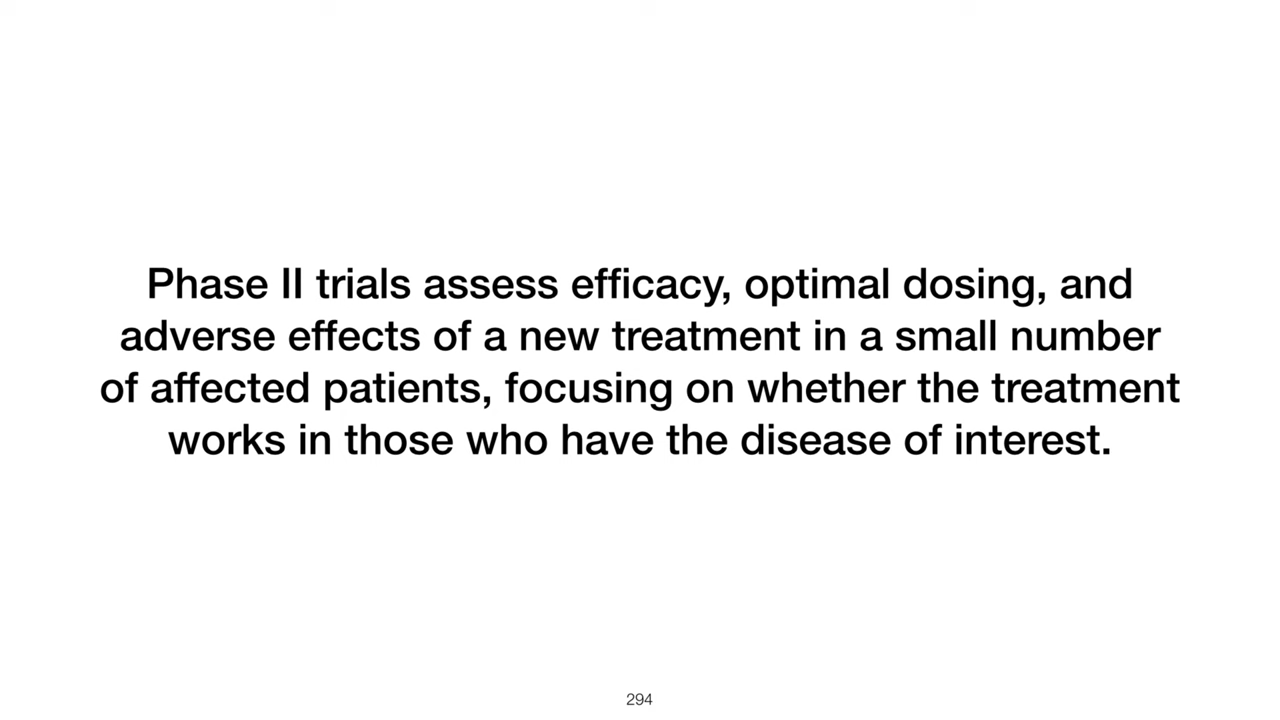 Phase II trials assess efficacy, optimal dosing, and
adverse effects of a new treatment in a small number
of affected patients, focusing on whether the treatment
works in those who have the disease of interest.
294